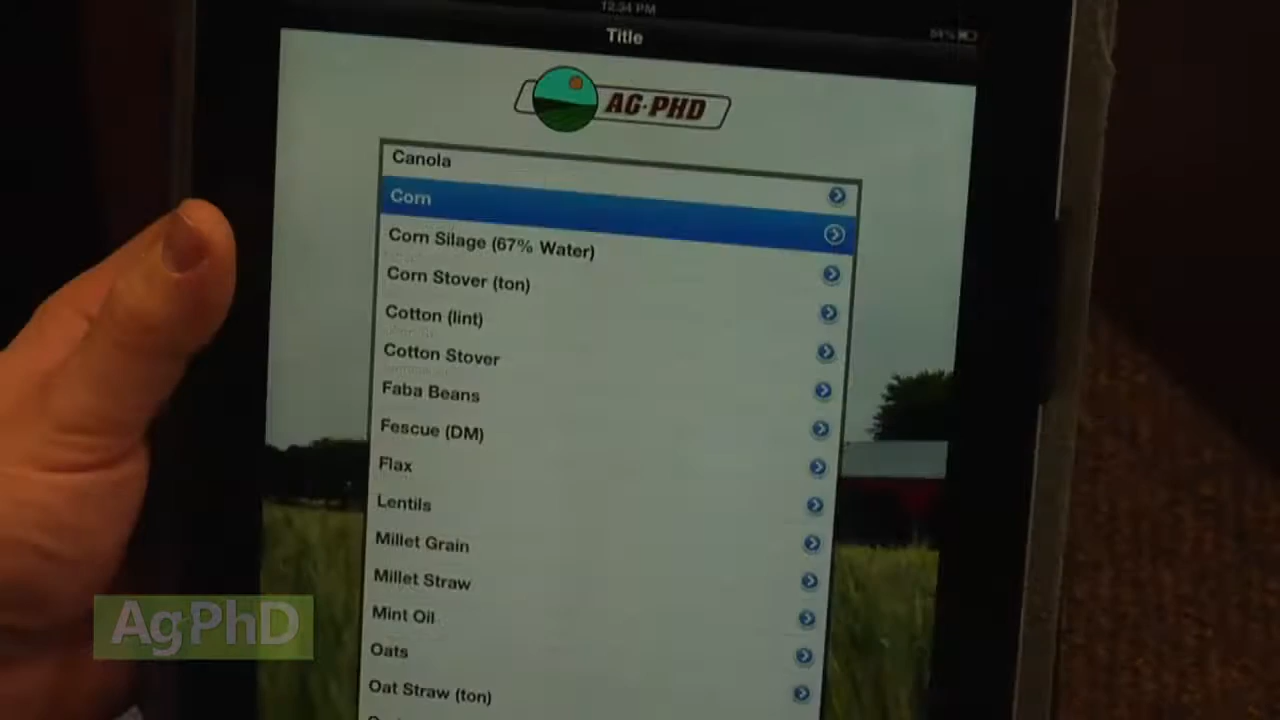 12:34 PM
54%
Title
AG·PHD
Canola
Corn
Corn Silage (67% Water)
Corn Stover (ton)
Cotton (lint)
Cotton Stover
Faba Beans
Fescue (DM)
Flax
Lentils
Millet Grain
Millet Straw
Mint Oil
Oats
Oat Straw (ton)
AgPhD